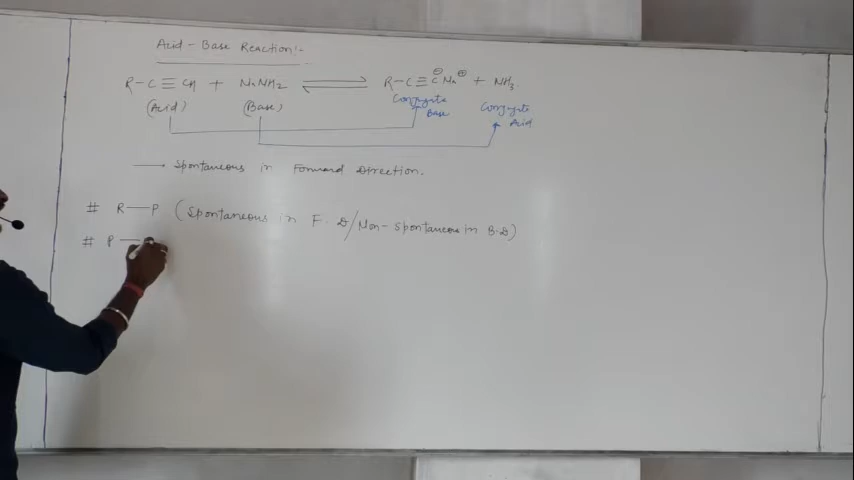 Acid-Base Reaction:-
R-C≡CH + NaNH2 ⇌ R-C≡C⊖ Na⊕ + NH3
(Acid) (Base) Conjugate Base Conjugate Acid
→ Spontaneous in Forward Direction.
# R—P (Spontaneous in F.D/Non-Spontaneous in B.D)
# P—